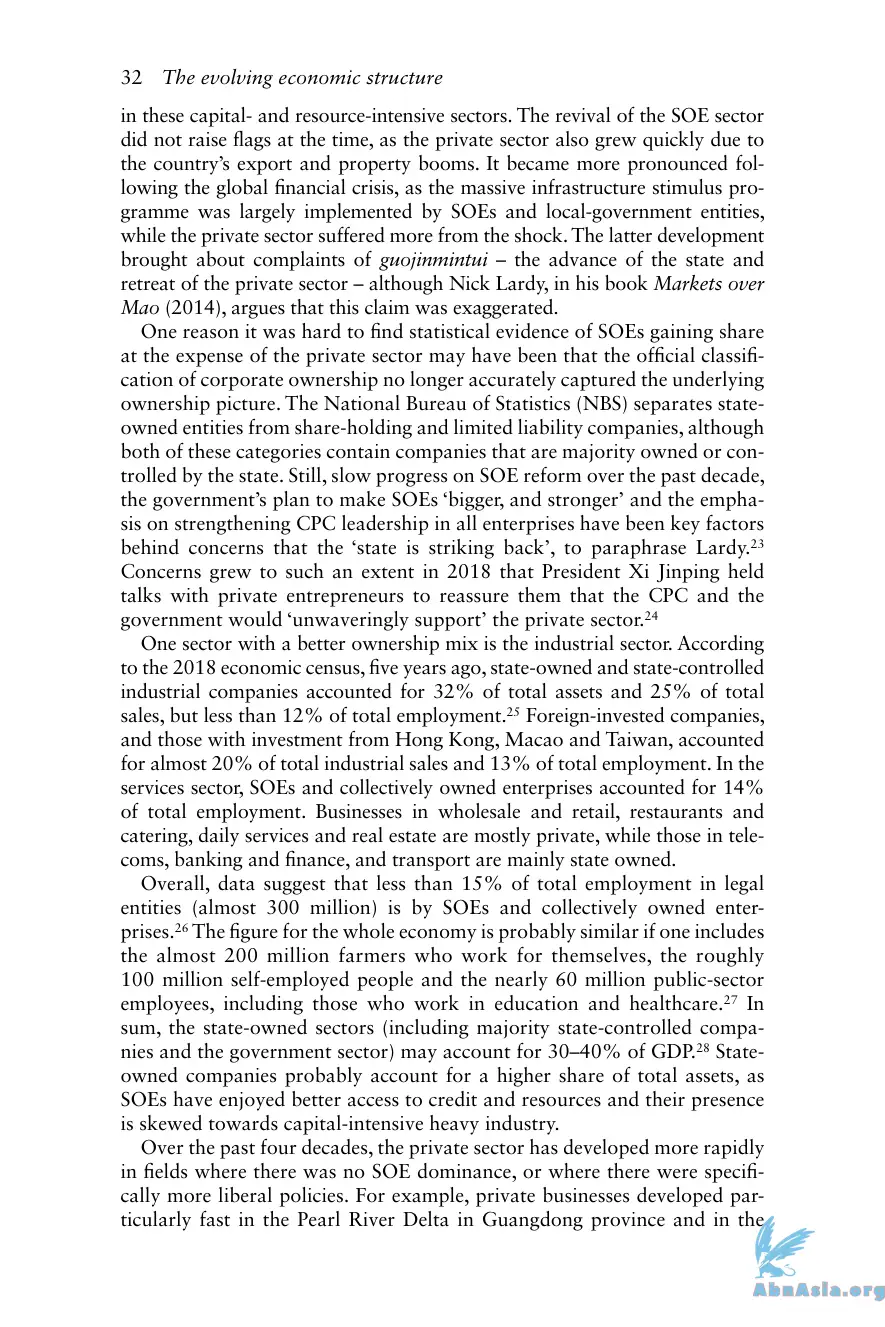 32 The evolving economic structure
in these capital- and resource-intensive sectors. The revival of the SOE sector
did not raise flags at the time, as the private sector also grew quickly due to
the country’s export and property booms. It became more pronounced fol-
lowing the global financial crisis, as the massive infrastructure stimulus pro-
gramme was largely implemented by SOEs and local-government entities,
while the private sector suffered more from the shock. The latter development
brought about complaints of guojinmintui – the advance of the state and
retreat of the private sector – although Nick Lardy, in his book Markets over
Mao (2014), argues that this claim was exaggerated.
One reason it was hard to find statistical evidence of SOEs gaining share
at the expense of the private sector may have been that the official classifi-
cation of corporate ownership no longer accurately captured the underlying
ownership picture. The National Bureau of Statistics (NBS) separates state-
owned entities from share-holding and limited liability companies, although
both of these categories contain companies that are majority owned or con-
trolled by the state. Still, slow progress on SOE reform over the past decade,
the government’s plan to make SOEs ‘bigger, and stronger’ and the empha-
sis on strengthening CPC leadership in all enterprises have been key factors
behind concerns that the ‘state is striking back’, to paraphrase Lardy.23
Concerns grew to such an extent in 2018 that President Xi Jinping held
talks with private entrepreneurs to reassure them that the CPC and the
government would ‘unwaveringly support’ the private sector.24
One sector with a better ownership mix is the industrial sector. According
to the 2018 economic census, five years ago, state-owned and state-controlled
industrial companies accounted for 32% of total assets and 25% of total
sales, but less than 12% of total employment.25 Foreign-invested companies,
and those with investment from Hong Kong, Macao and Taiwan, accounted
for almost 20% of total industrial sales and 13% of total employment. In the
services sector, SOEs and collectively owned enterprises accounted for 14%
of total employment. Businesses in wholesale and retail, restaurants and
catering, daily services and real estate are mostly private, while those in tele-
coms, banking and finance, and transport are mainly state owned.
Overall, data suggest that less than 15% of total employment in legal
entities (almost 300 million) is by SOEs and collectively owned enter-
prises.26 The figure for the whole economy is probably similar if one includes
the almost 200 million farmers who work for themselves, the roughly
100 million self-employed people and the nearly 60 million public-sector
employees, including those who work in education and healthcare.27 In
sum, the state-owned sectors (including majority state-controlled compa-
nies and the government sector) may account for 30–40% of GDP.28 State-
owned companies probably account for a higher share of total assets, as
SOEs have enjoyed better access to credit and resources and their presence
is skewed towards capital-intensive heavy industry.
Over the past four decades, the private sector has developed more rapidly
in fields where there was no SOE dominance, or where there were specifi-
cally more liberal policies. For example, private businesses developed par-
ticularly fast in the Pearl River Delta in Guangdong province and in the
AbnAsia.org